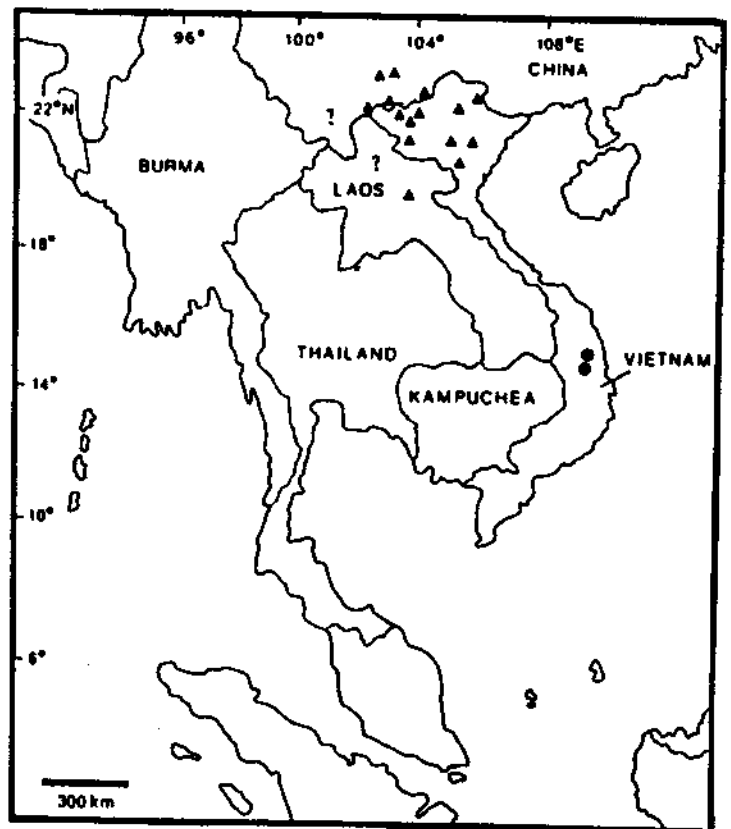 96° 100° 104° 108°E
CHINA
22°N
?
BURMA
?
LAOS
18°
THAILAND
VIETNAM
14°
KAMPUCHEA
10°
6°
300 km